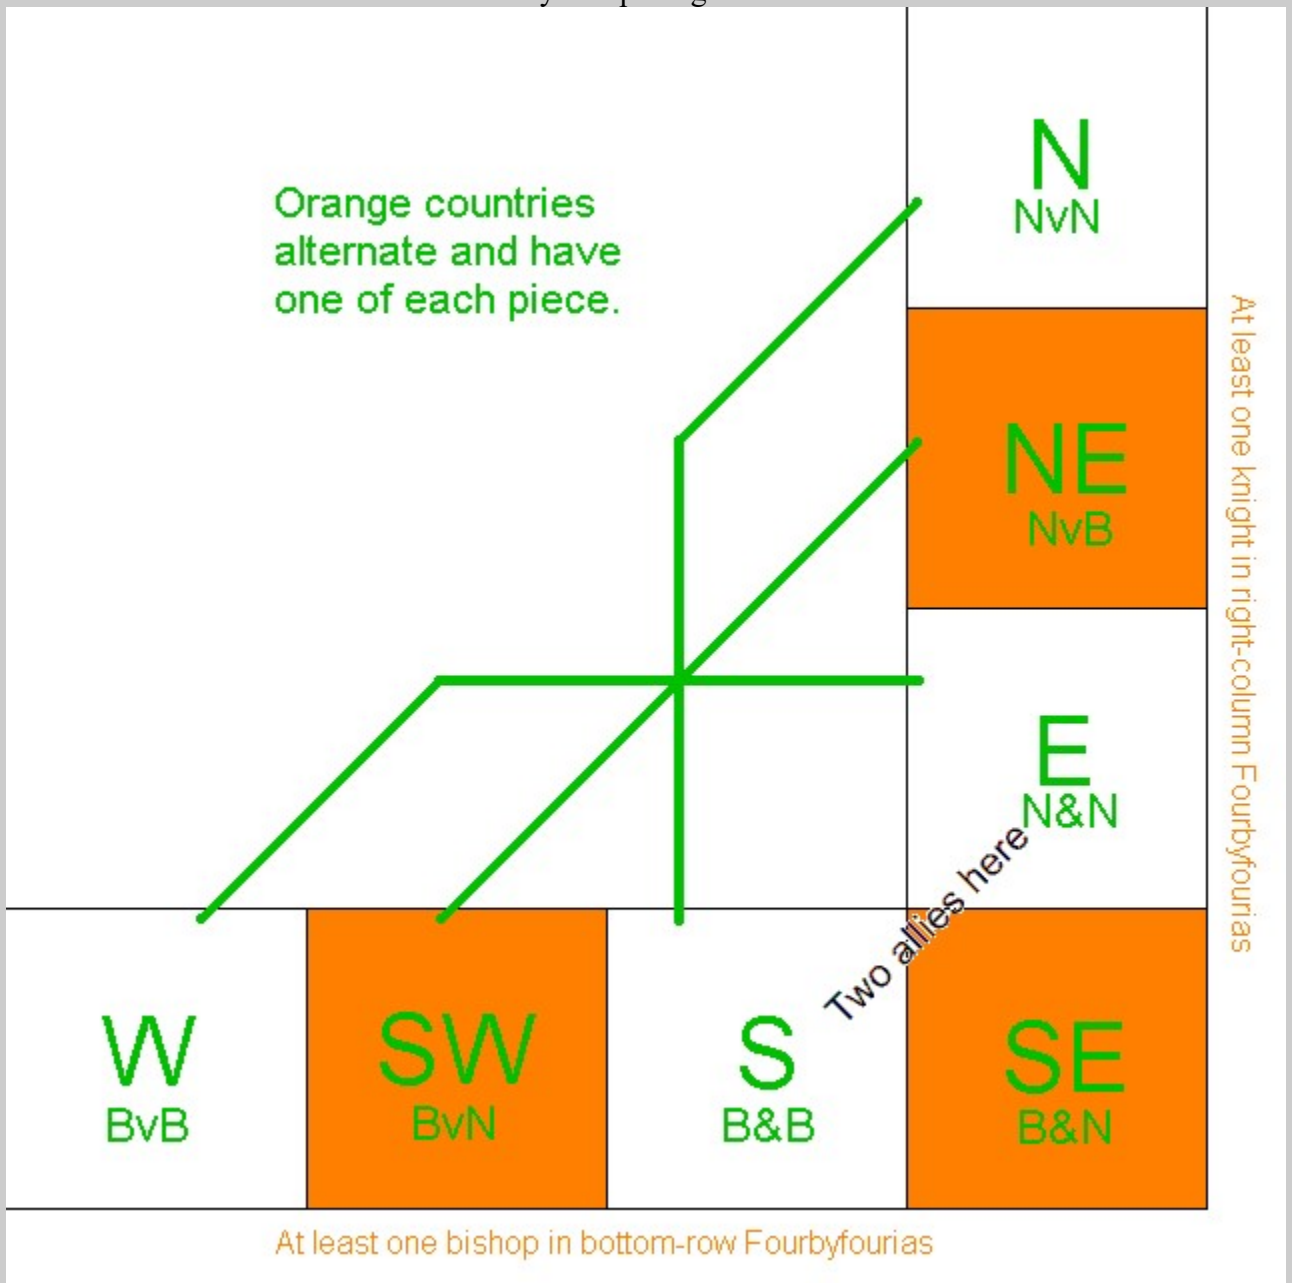 N
NvN
Orange countries
alternate and have
one of each piece.
At least one knight in right-column Fourbyfourias
NE
NvB
E
N&N
Two allies here
W
BvB
SW
BvN
S
B&B
SE
B&N
At least one bishop in bottom-row Fourbyfourias